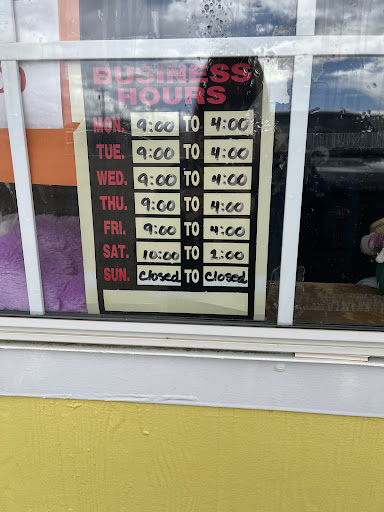 BUSINESS
HOURS
MON. 9:00 TO 4:00
TUE. 9:00 TO 4:00
WED. 9:00 TO 4:00
THU. 9:00 TO 4:00
FRI. 9:00 TO 4:00
SAT. 10:00 TO 2:00
SUN. Closed TO Closed